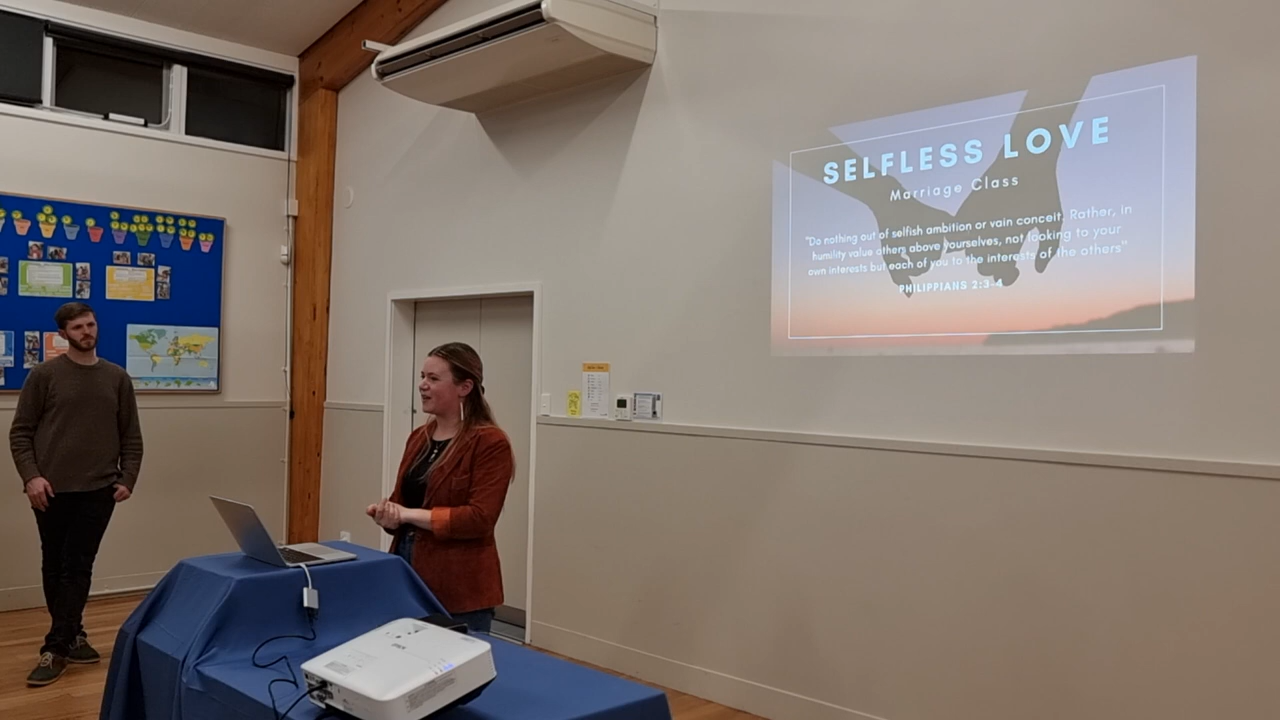 SELFLESS LOVE
Marriage Class
"Do nothing out of selfish ambition or vain conceit. Rather, in
humility value others above yourselves, not looking to your
own interests but each of you to the interests of the others"
PHILIPPIANS 2:3-4